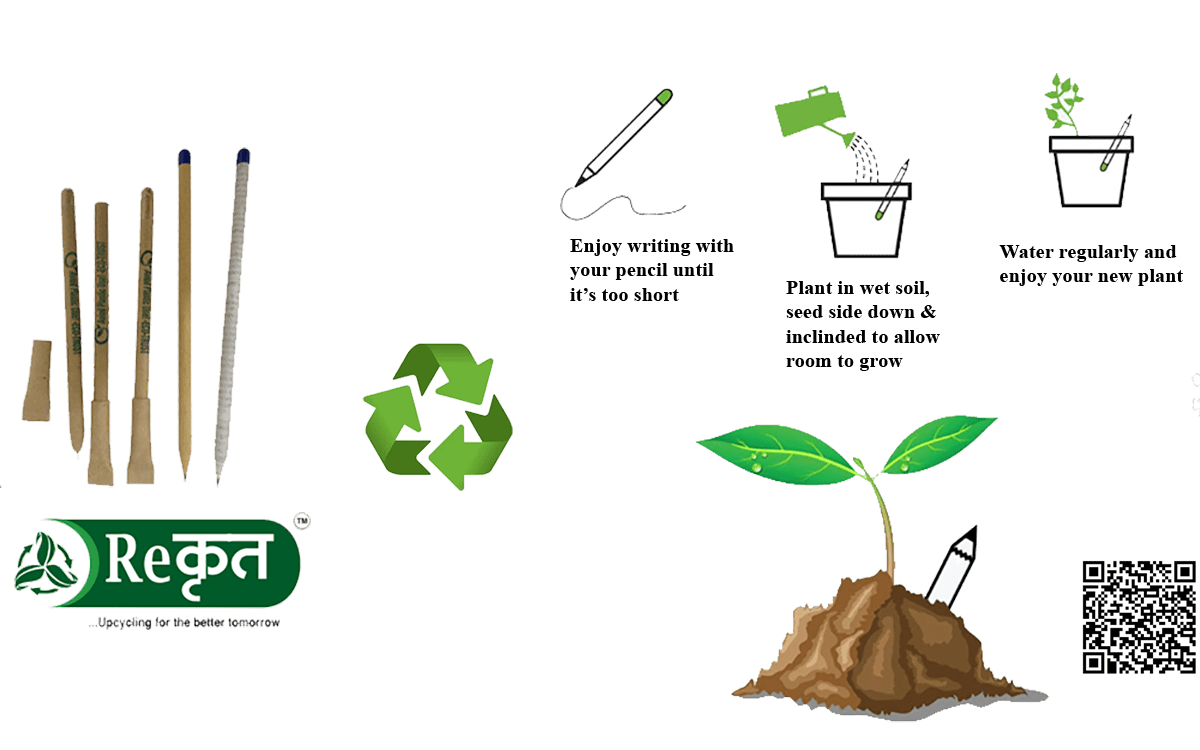 Enjoy writing with
your pencil until
it’s too short
Plant in wet soil,
seed side down &
inclinded to allow
room to grow
Water regularly and
enjoy your new plant
Reकृत
TM
...Upcycling for the better tomorrow